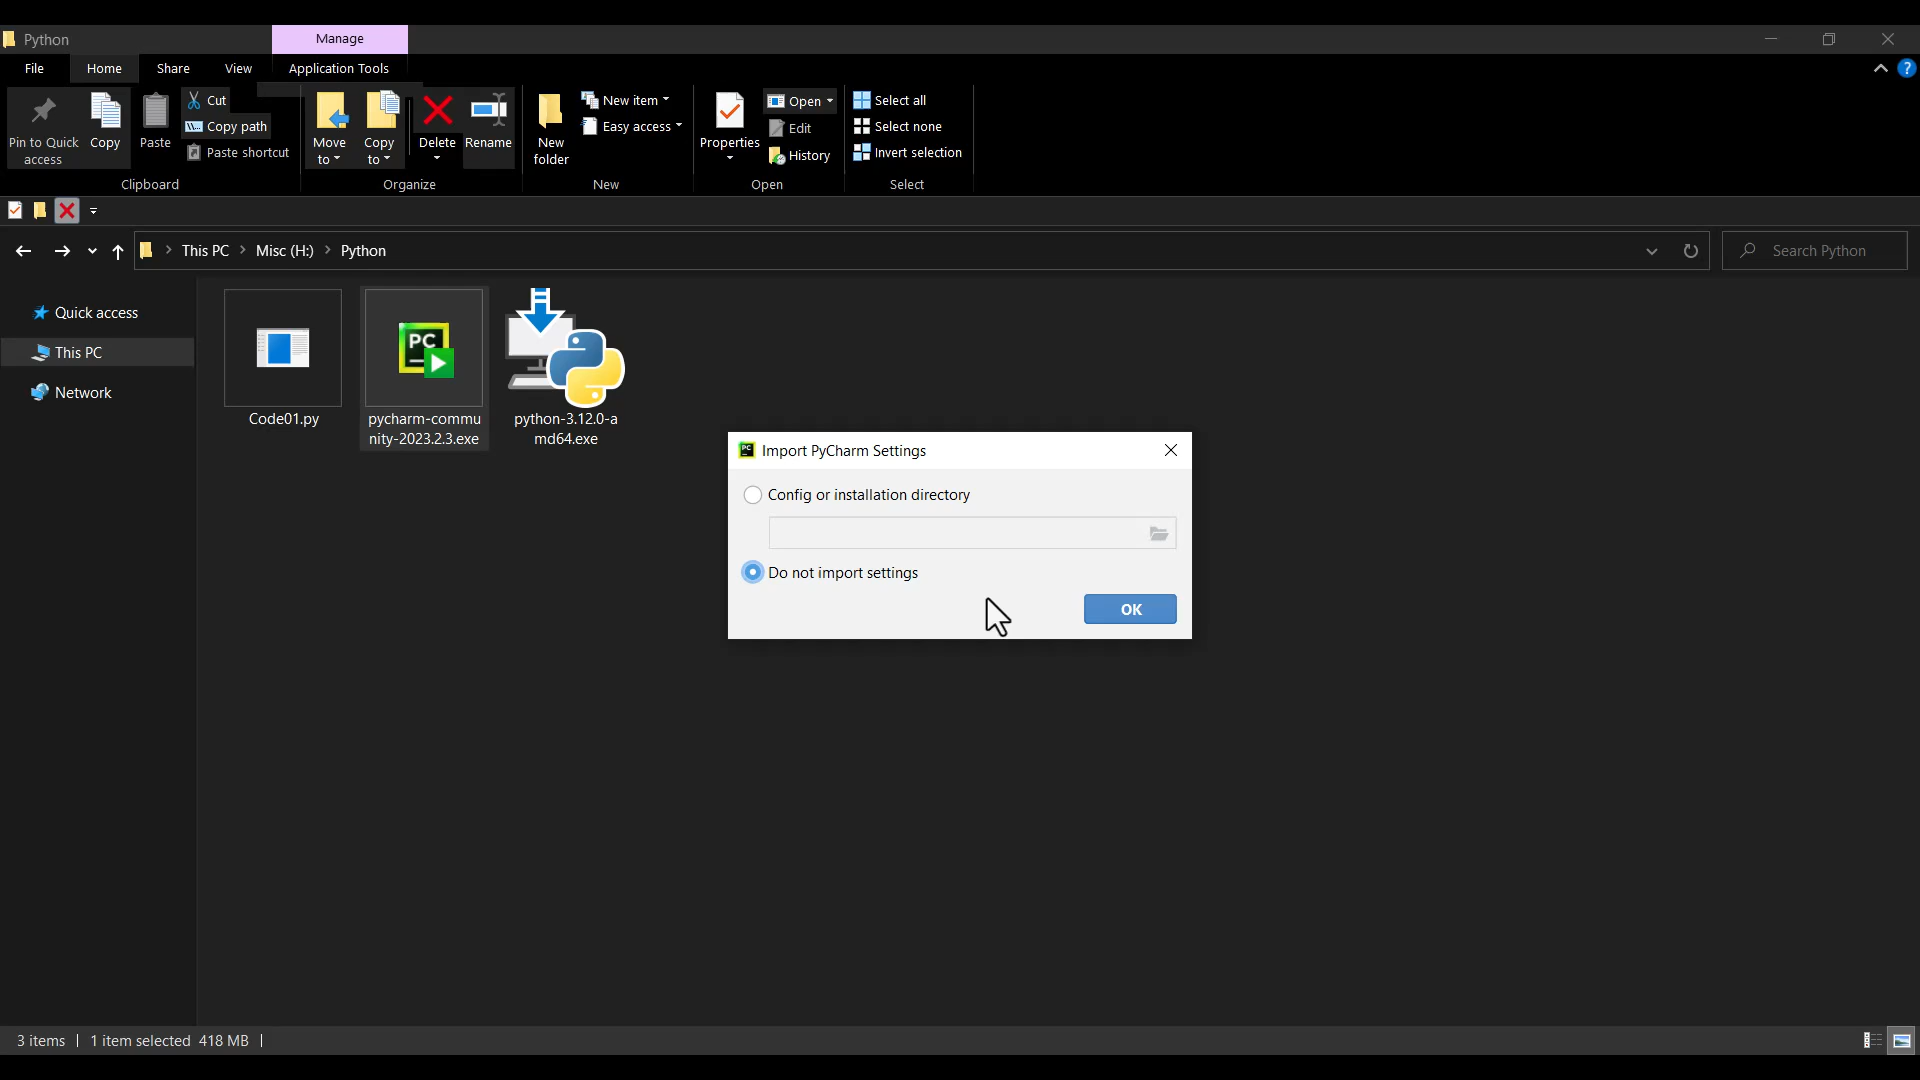 Python
Manage
File
Home
Share
View
Application Tools
Pin to Quick
access
Copy
Paste
Cut
Copy path
Paste shortcut
Clipboard
Move
to
Copy
to
Delete
Rename
Organize
New
folder
New item
Easy access
New
Properties
Open
Edit
History
Open
Select all
Select none
Invert selection
Select
This PC
Misc (H:)
Python
Search Python
Quick access
This PC
Network
PC
Code01.py
pycharm-commu
nity-2023.2.3.exe
python-3.12.0-a
md64.exe
PC
Import PyCharm Settings
Config or installation directory
Do not import settings
OK
3 items
1 item selected 418 MB